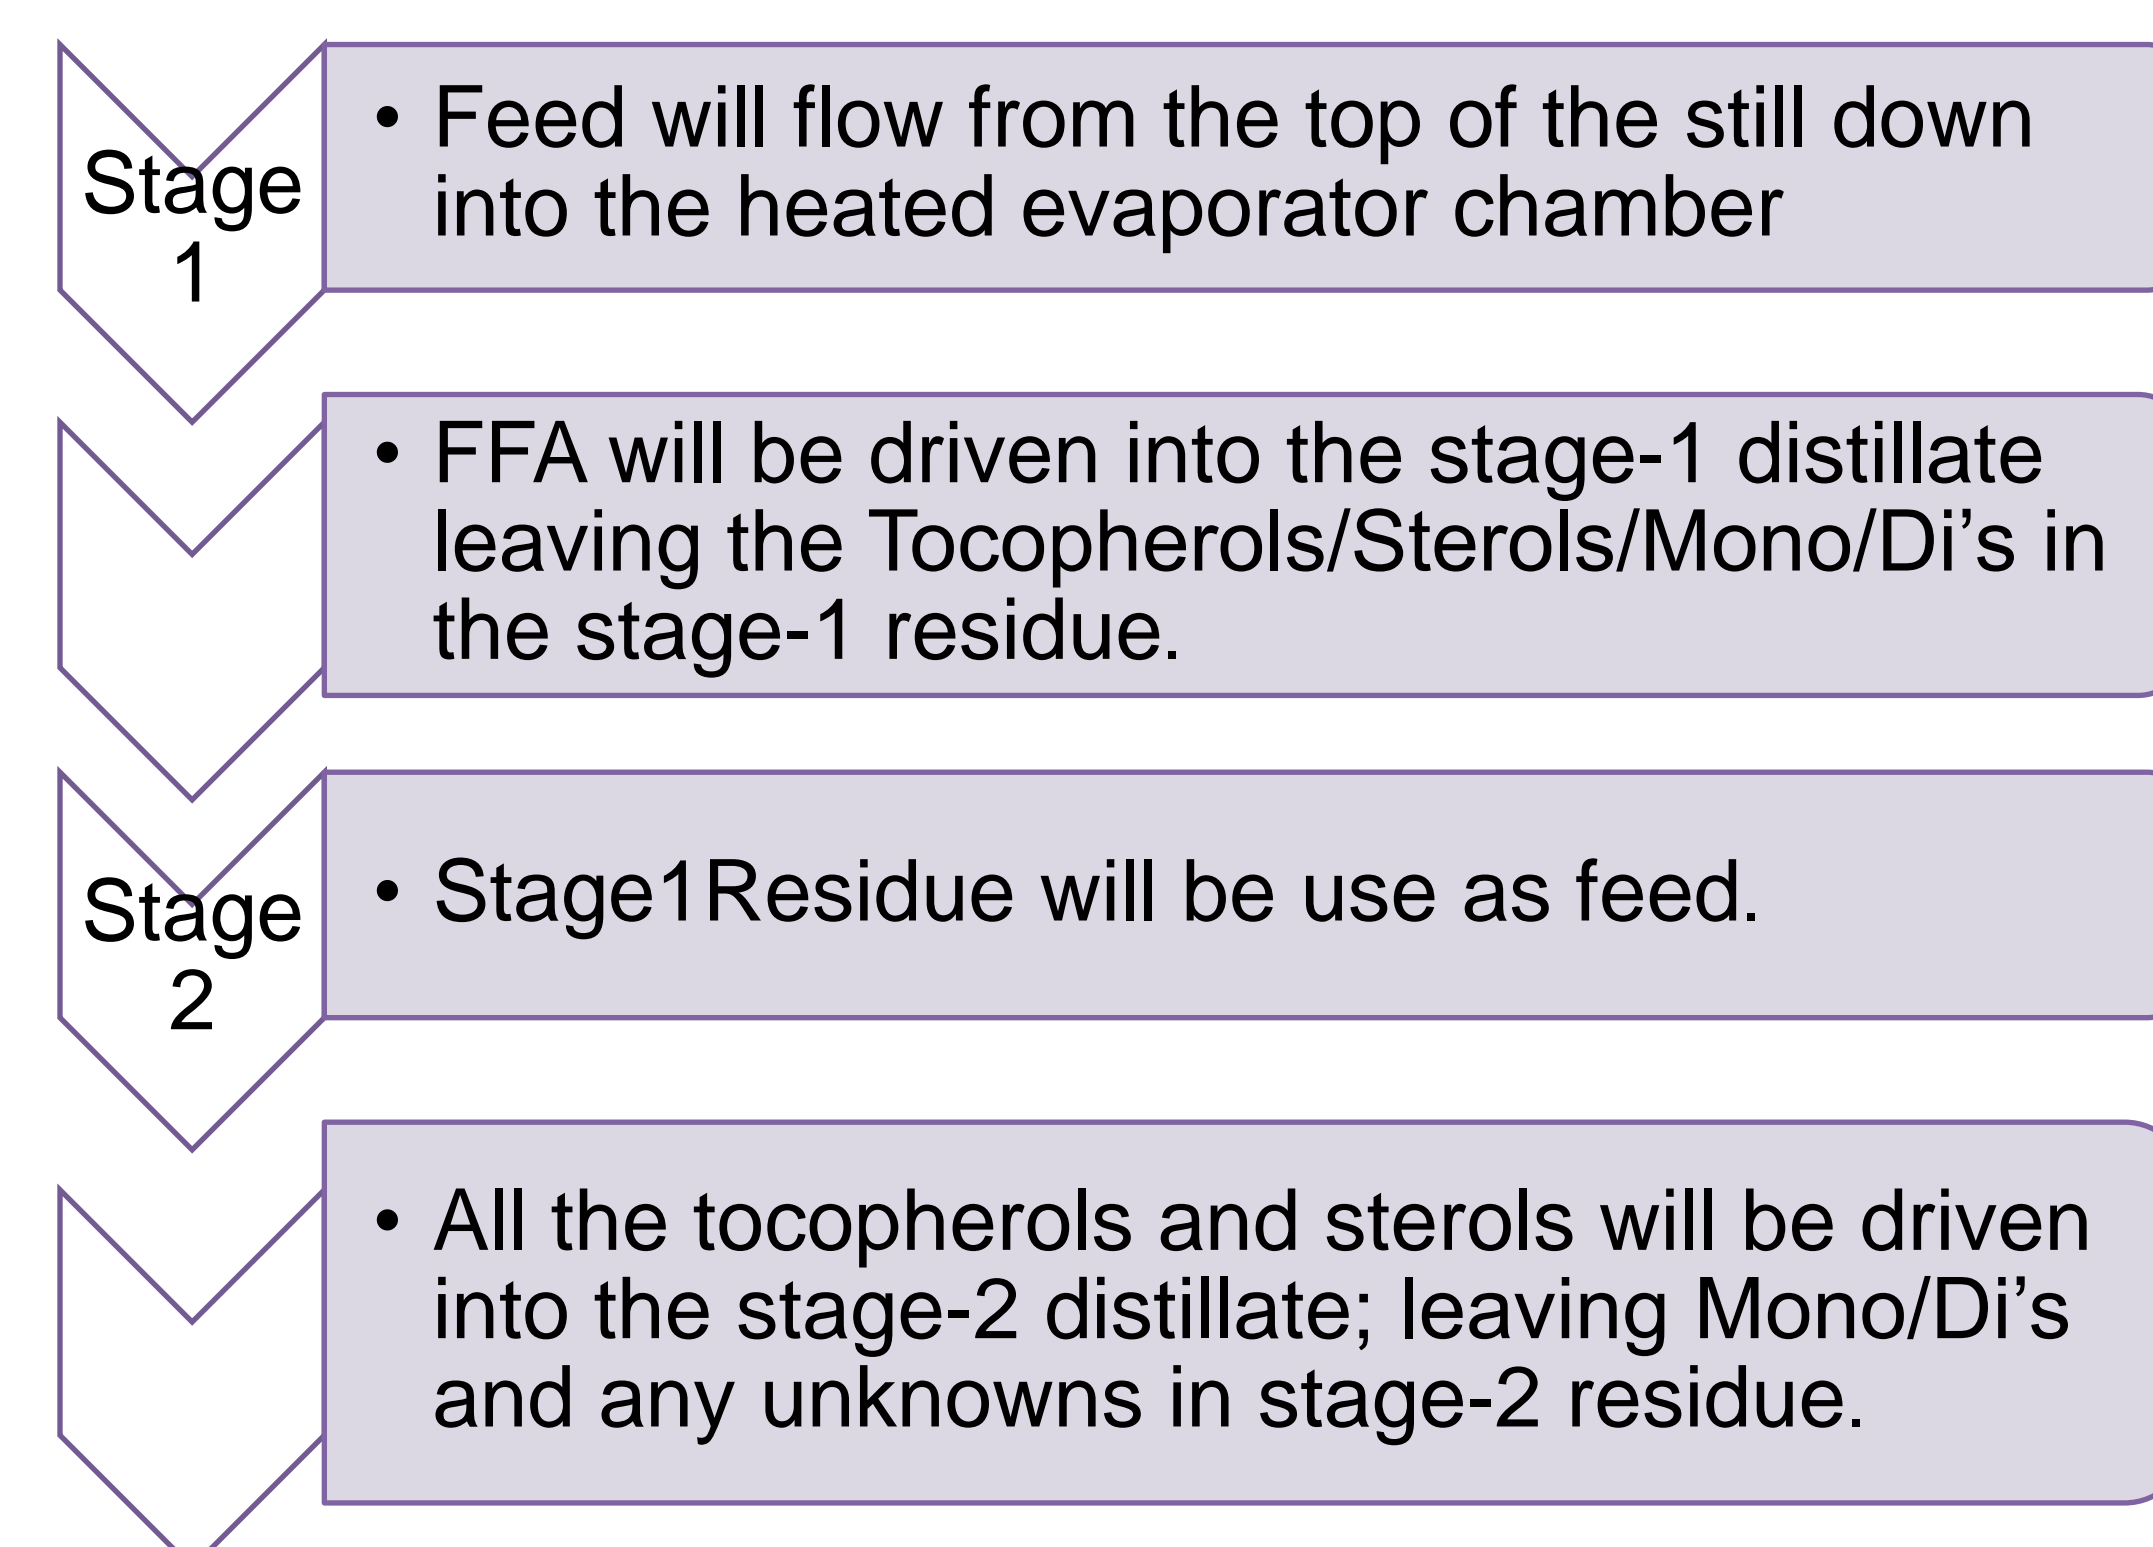 Stage
1
• Feed will flow from the top of the still down
into the heated evaporator chamber
• FFA will be driven into the stage-1 distillate
leaving the Tocopherols/Sterols/Mono/Di’s in
the stage-1 residue.
Stage
2
• Stage1Residue will be use as feed.
• All the tocopherols and sterols will be driven
into the stage-2 distillate; leaving Mono/Di’s
and any unknowns in stage-2 residue.